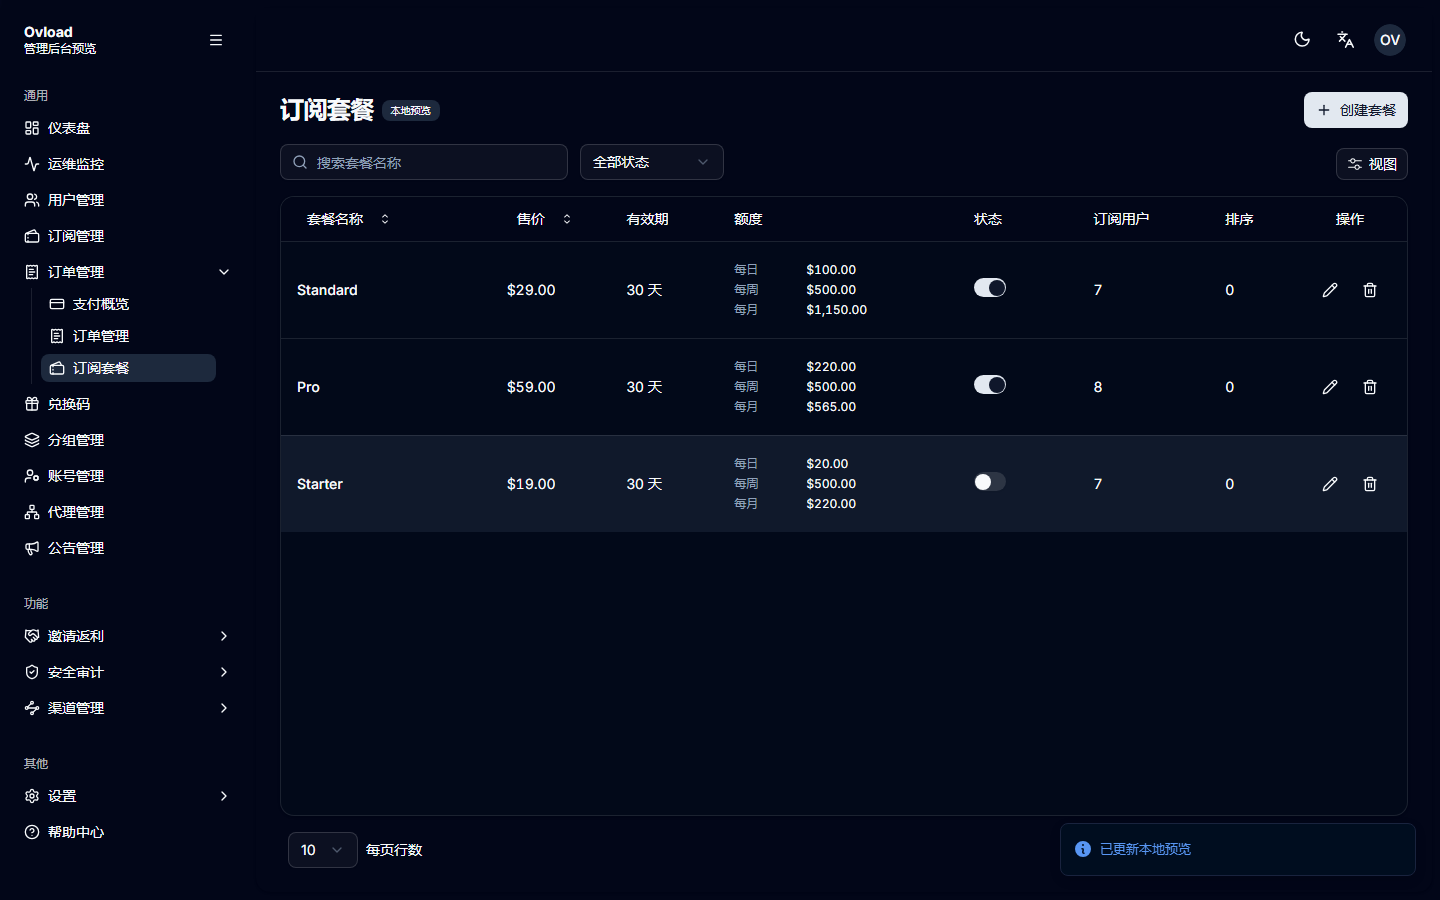 Ovload
管理后台预览
OV
通用
仪表盘
运维监控
用户管理
订阅管理
订单管理
支付概览
订单管理
订阅套餐
兑换码
分组管理
账号管理
代理管理
公告管理
功能
邀请返利
安全审计
渠道管理
其他
设置
帮助中心
订阅套餐 本地预览
创建套餐
搜索套餐名称 全部状态
视图
套餐名称 售价 有效期 额度 状态 订阅用户 排序 操作
Standard $29.00 30 天 7 0
每日 $100.00
每周 $500.00
每月 $1,150.00
Pro $59.00 30 天 8 0
每日 $220.00
每周 $500.00
每月 $565.00
Starter $19.00 30 天 7 0
每日 $20.00
每周 $500.00
每月 $220.00
10 每页行数
已更新本地预览